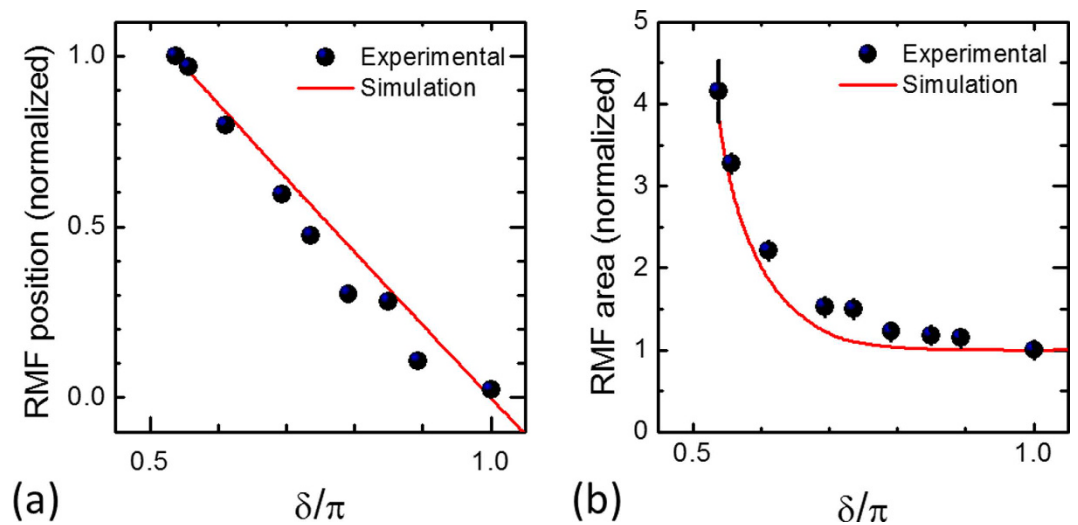 RMF position (normalized)
1.0
0.5
0.0
Experimental
Simulation
0.5
1.0
δ/π
(a)
RMF area (normalized)
5
4
3
2
1
0
Experimental
Simulation
0.5
1.0
δ/π
(b)